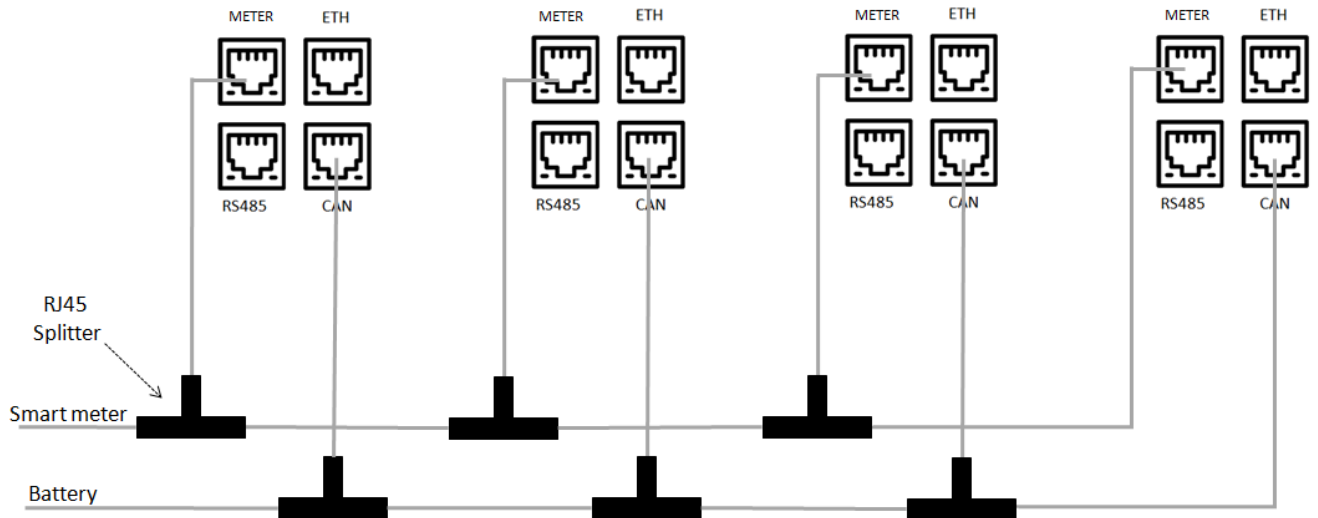 METER ETH METER ETH METER ETH METER ETH
RS485 CAN RS485 CAN RS485 CAN RS485 CAN
RJ45
Splitter
Smart meter
Battery